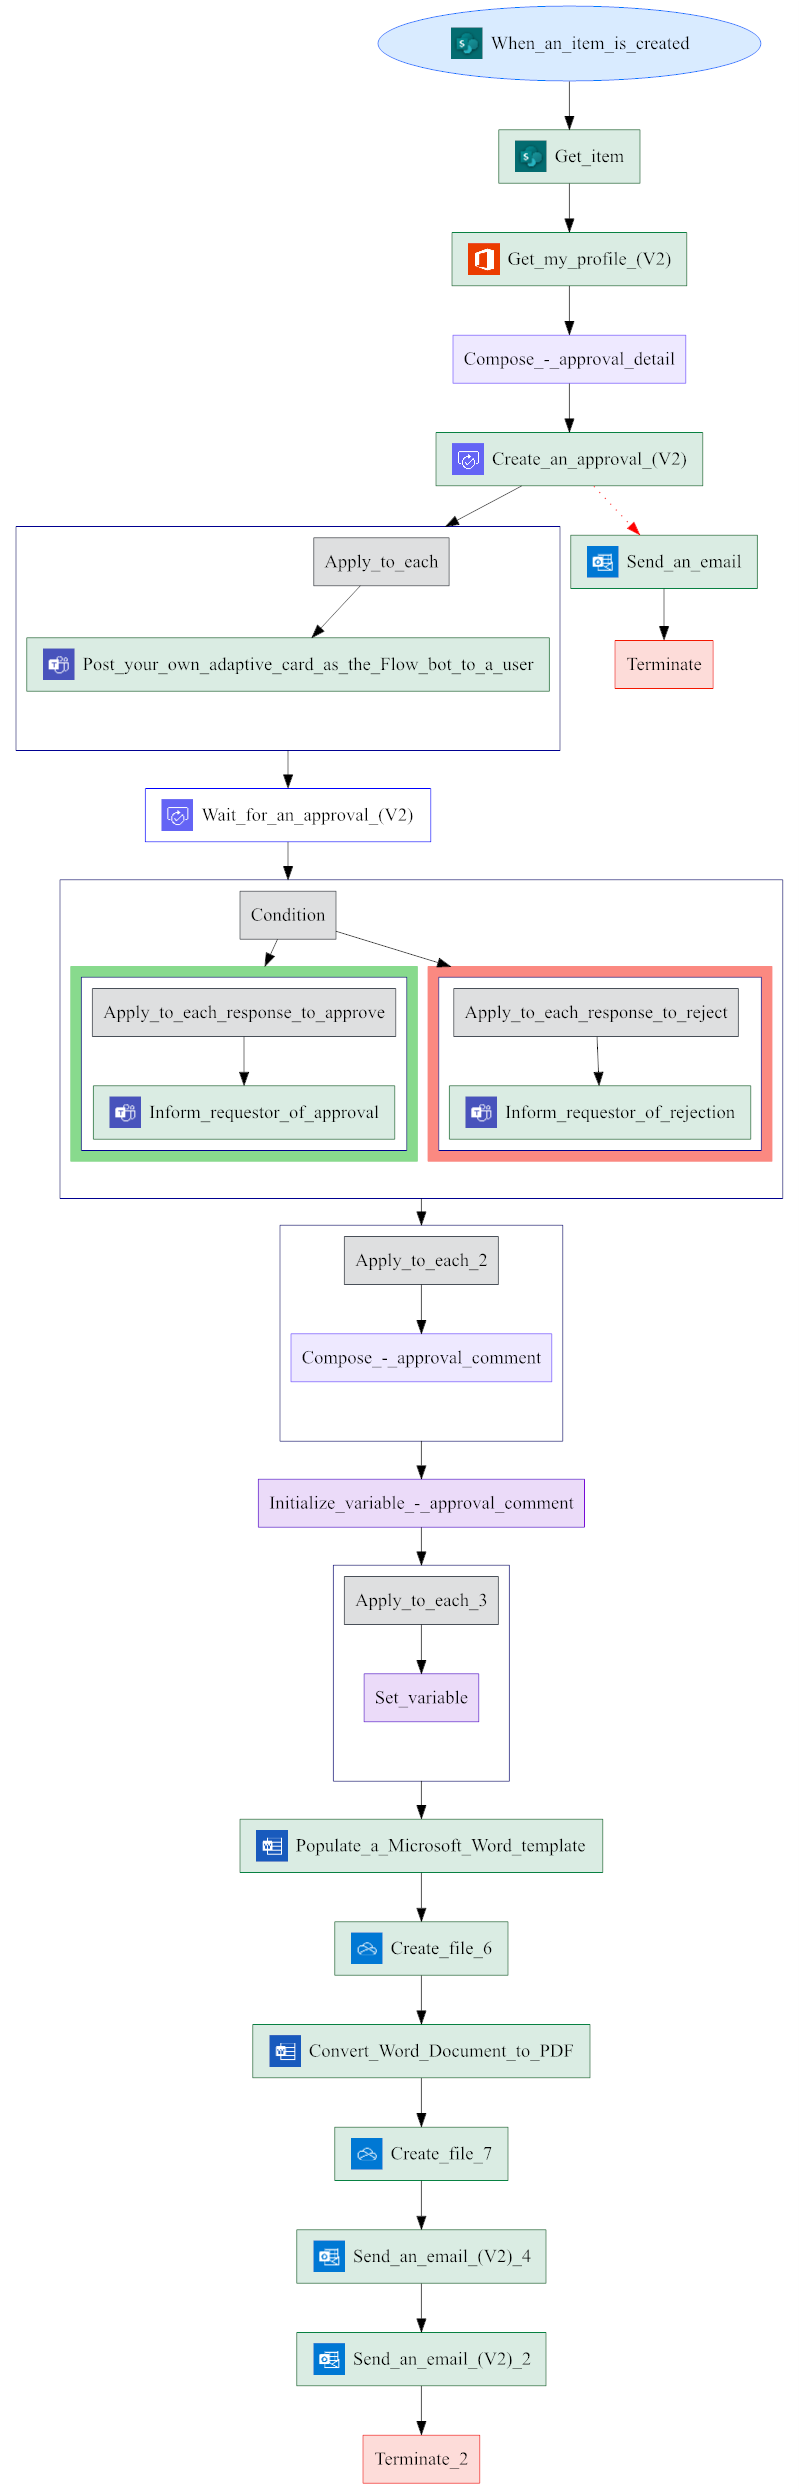 When_an_item_is_created
Get_item
Get_my_profile_(V2)
Compose_-_approval_detail
Create_an_approval_(V2)
Apply_to_each
Send_an_email
Post_your_own_adaptive_card_as_the_Flow_bot_to_a_user
Terminate
Wait_for_an_approval_(V2)
Condition
Apply_to_each_response_to_approve
Apply_to_each_response_to_reject
Inform_requestor_of_approval
Inform_requestor_of_rejection
Apply_to_each_2
Compose_-_approval_comment
Initialize_variable_-_approval_comment
Apply_to_each_3
Set_variable
Populate_a_Microsoft_Word_template
Create_file_6
Convert_Word_Document_to_PDF
Create_file_7
Send_an_email_(V2)_4
Send_an_email_(V2)_2
Terminate_2